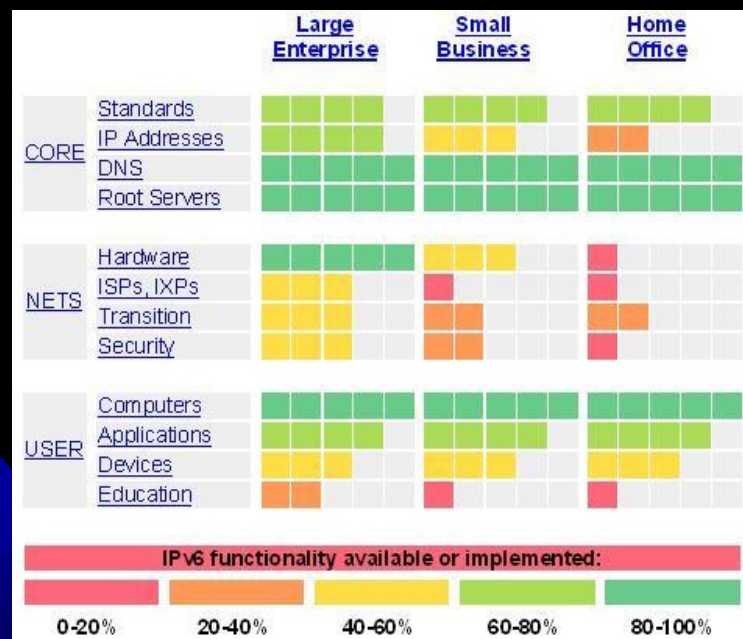 Large Enterprise
Small Business
Home Office
CORE
Standards
IP Addresses
DNS
Root Servers
NETS
Hardware
ISPs, IXPs
Transition
Security
USER
Computers
Applications
Devices
Education
IPv6 functionality available or implemented:
0-20% 20-40% 40-60% 60-80% 80-100%